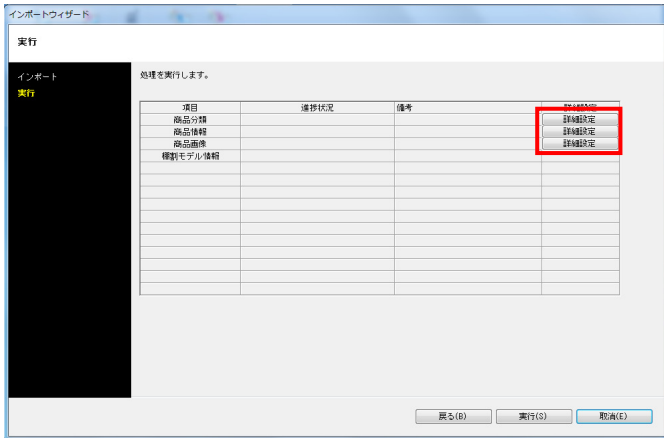 インポートウィザード
実行
インポート
実行
処理を実行します。
項目 進捗状況 備考 詳細設定
商品分類 詳細設定
商品情報 詳細設定
商品画像 詳細設定
棚割モデル情報
戻る(B) 実行(S) 取消(E)